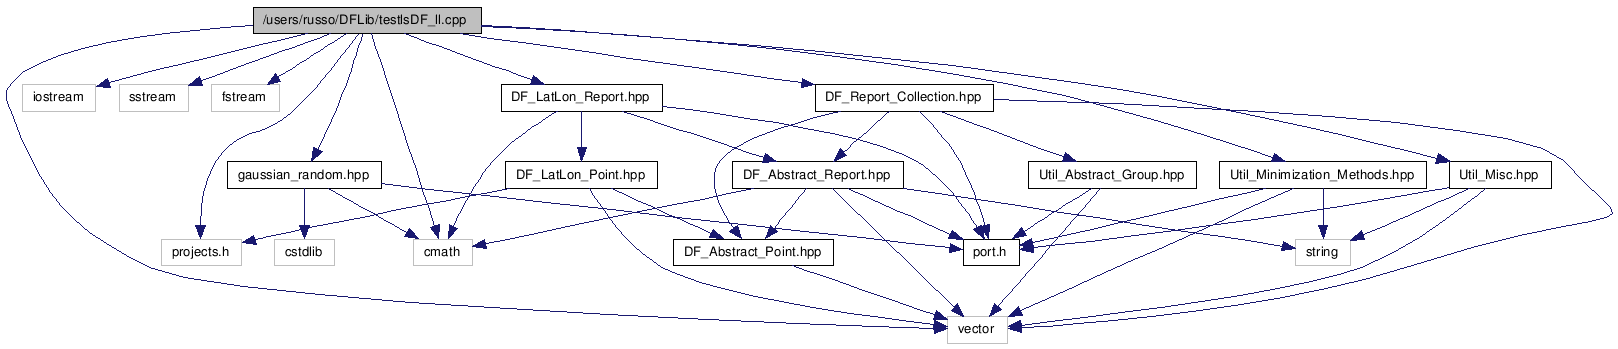 /users/russo/DFLib/testlsDF_ll.cpp
iostream
sstream
fstream
DF_LatLon_Report.hpp
DF_Report_Collection.hpp
gaussian_random.hpp
DF_LatLon_Point.hpp
DF_Abstract_Report.hpp
Util_Abstract_Group.hpp
Util_Minimization_Methods.hpp
Util_Misc.hpp
projects.h
cstdlib
cmath
DF_Abstract_Point.hpp
port.h
string
vector